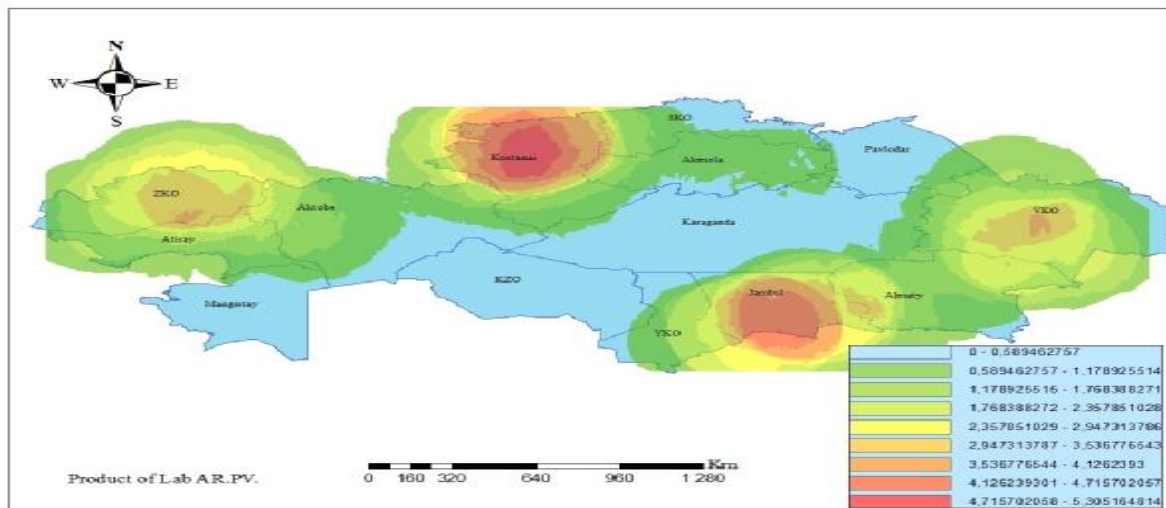 N
W E
S
SKO
Kostanai
Akmola
Pavlodar
ZKO
Aktobe
VKO
Karaganda
Atiray
KZO
Jambul
Almaty
Mangistay
YKO
0 - 0,589462757
0,589462757 - 1,178925514
1,178925515 - 1,768388271
1,768388272 - 2,357851028
2,357851029 - 2,947313786
2,947313787 - 3,536776543
3,536776544 - 4,1262393
4,126239301 - 4,715702057
4,715702058 - 5,305164814
Product of Lab AR.PV.
Km
0 160 320 640 960 1 280